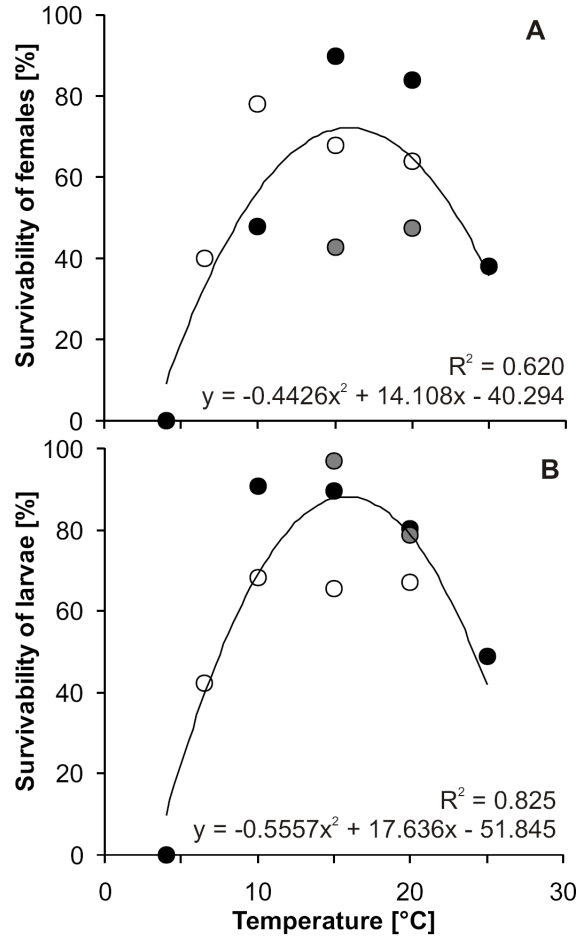 A
Survivability of females [%]
100
80
60
40
20
0
R² = 0.620
y = -0.4426x² + 14.108x - 40.294
B
Survivability of larvae [%]
100
80
60
40
20
0
R² = 0.825
y = -0.5557x² + 17.636x - 51.845
0 10 20 30
Temperature [°C]